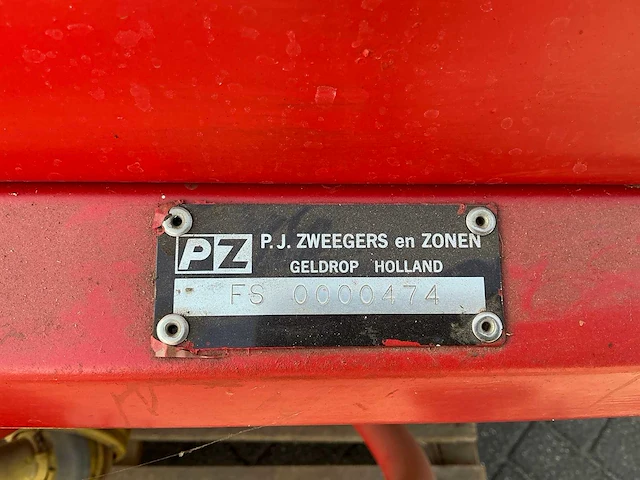 PZ
P.J. ZWEEGERS en ZONEN
GELDROP HOLLAND
FS 0000474